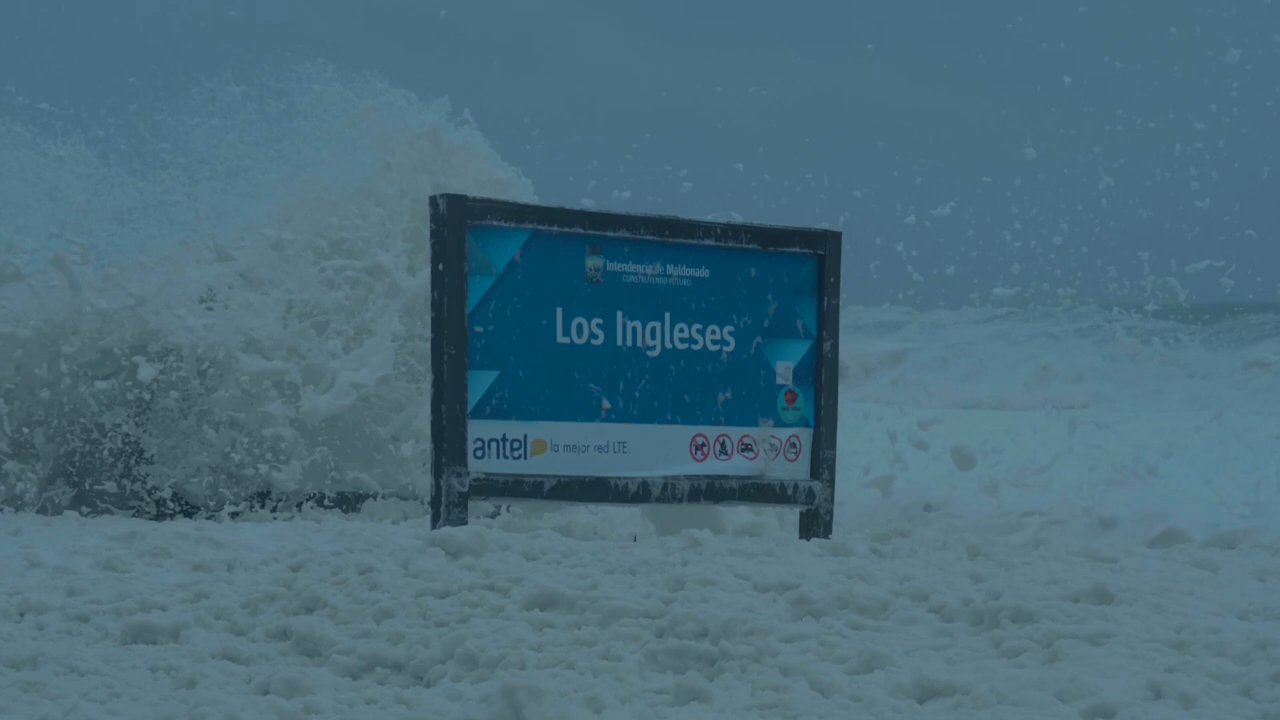 Intendencia de Maldonado
CONSTRUYENDO FUTURO
Los Ingleses
antel
la mejor red LTE